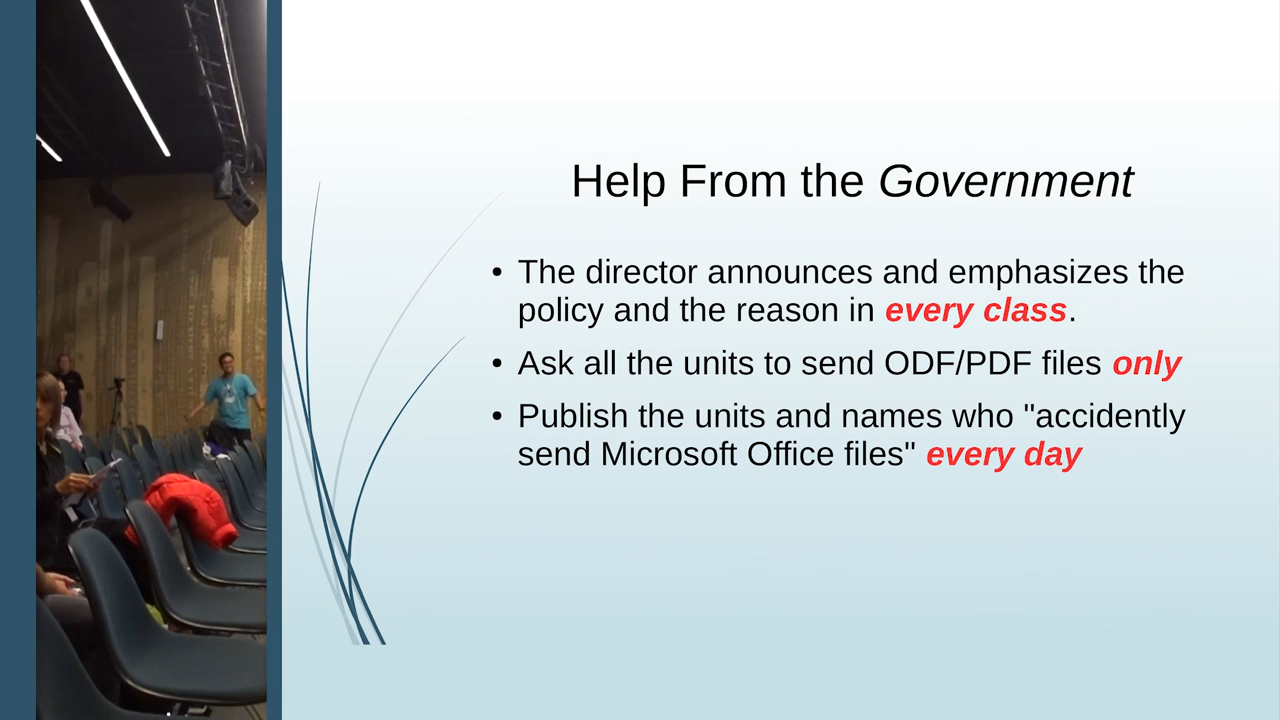 Help From the Government
• The director announces and emphasizes the
policy and the reason in every class.
• Ask all the units to send ODF/PDF files only
• Publish the units and names who "accidently
send Microsoft Office files" every day